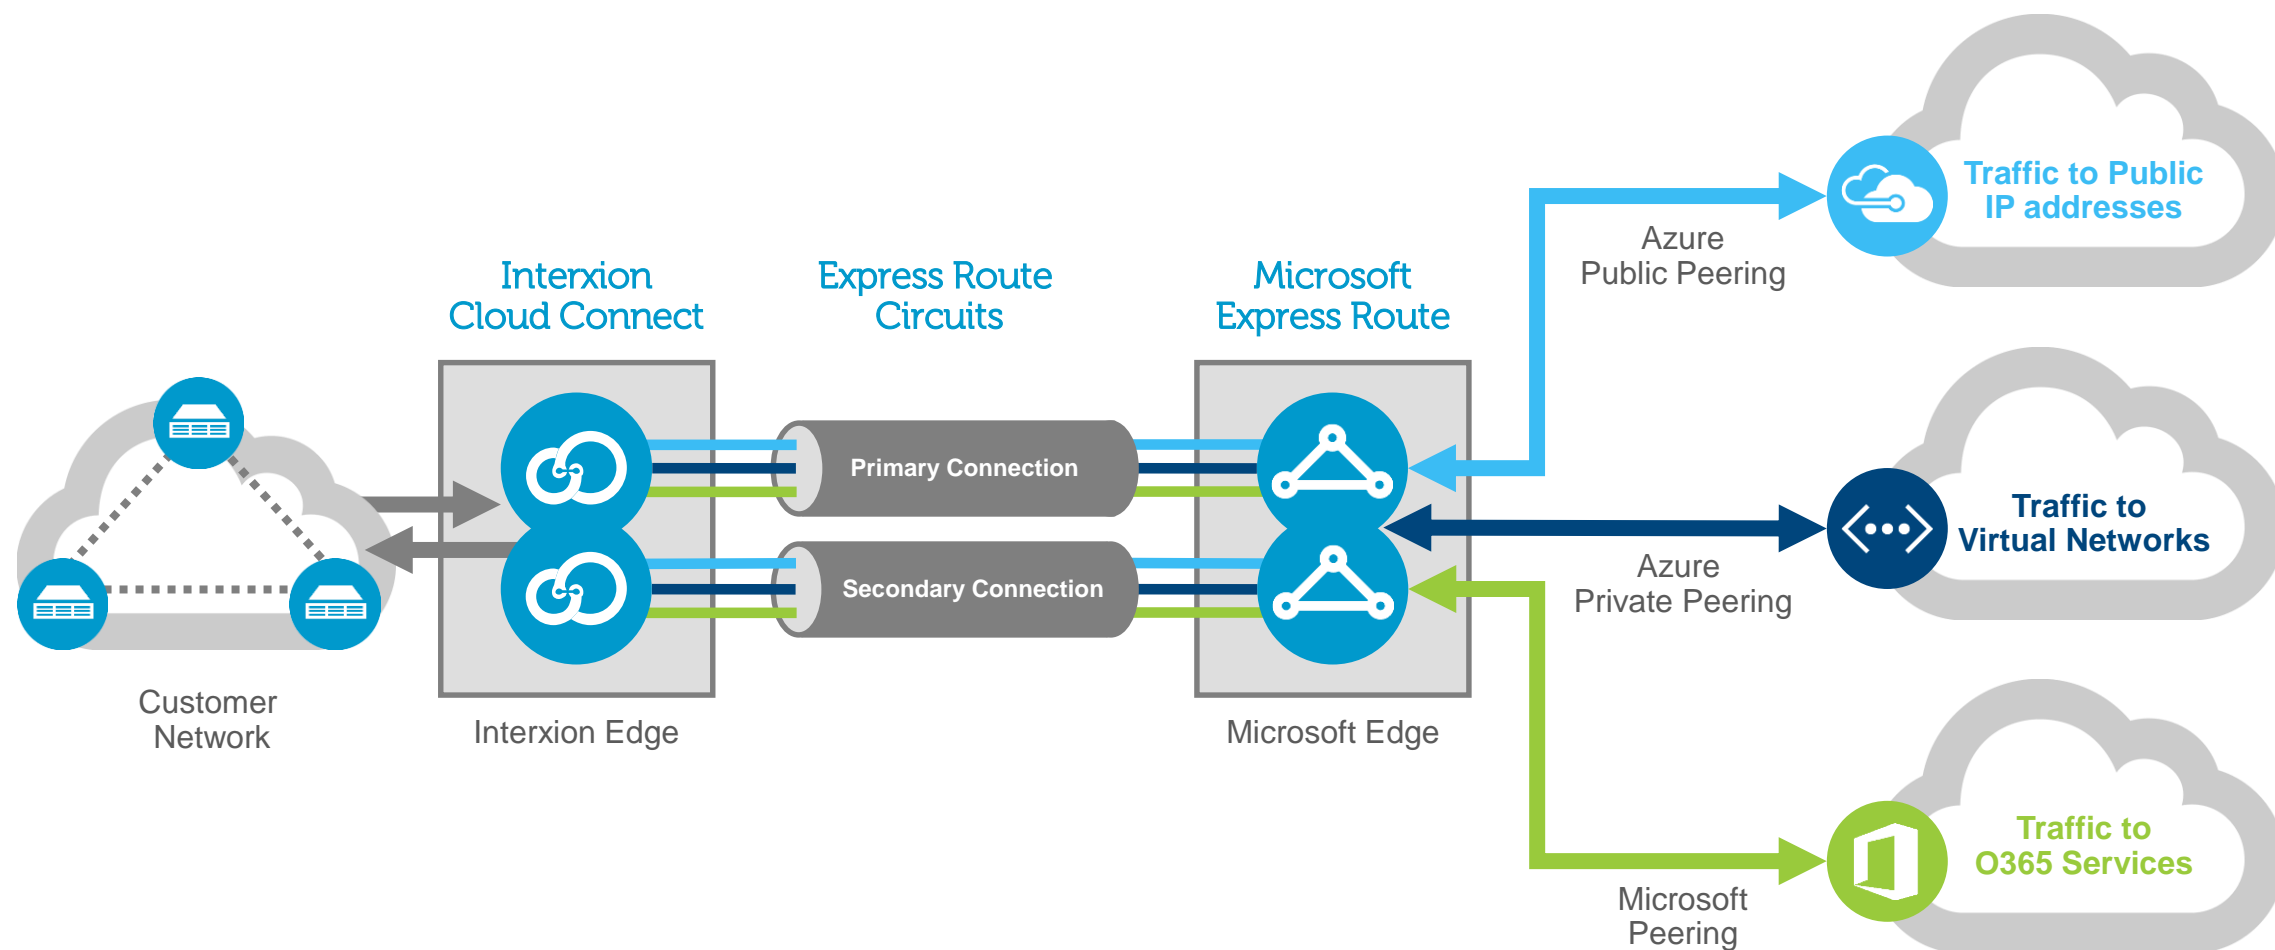 Interxion
Cloud Connect
Express Route
Circuits
Microsoft
Express Route
Primary Connection
Secondary Connection
Customer
Network
Interxion Edge
Microsoft Edge
Azure
Public Peering
Traffic to Public
IP addresses
Azure
Private Peering
Traffic to
Virtual Networks
Microsoft
Peering
Traffic to
O365 Services